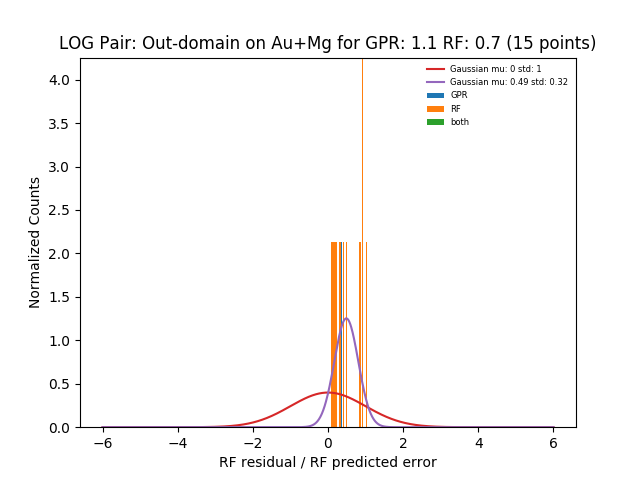 LOG Pair: Out-domain on Au+Mg for GPR: 1.1 RF: 0.7 (15 points)
Gaussian mu: 0 std: 1
Gaussian mu: 0.49 std: 0.32
GPR
RF
both
Normalized Counts
4.0
3.5
3.0
2.5
2.0
1.5
1.0
0.5
0.0
−6 −4 −2 0 2 4 6
RF residual / RF predicted error